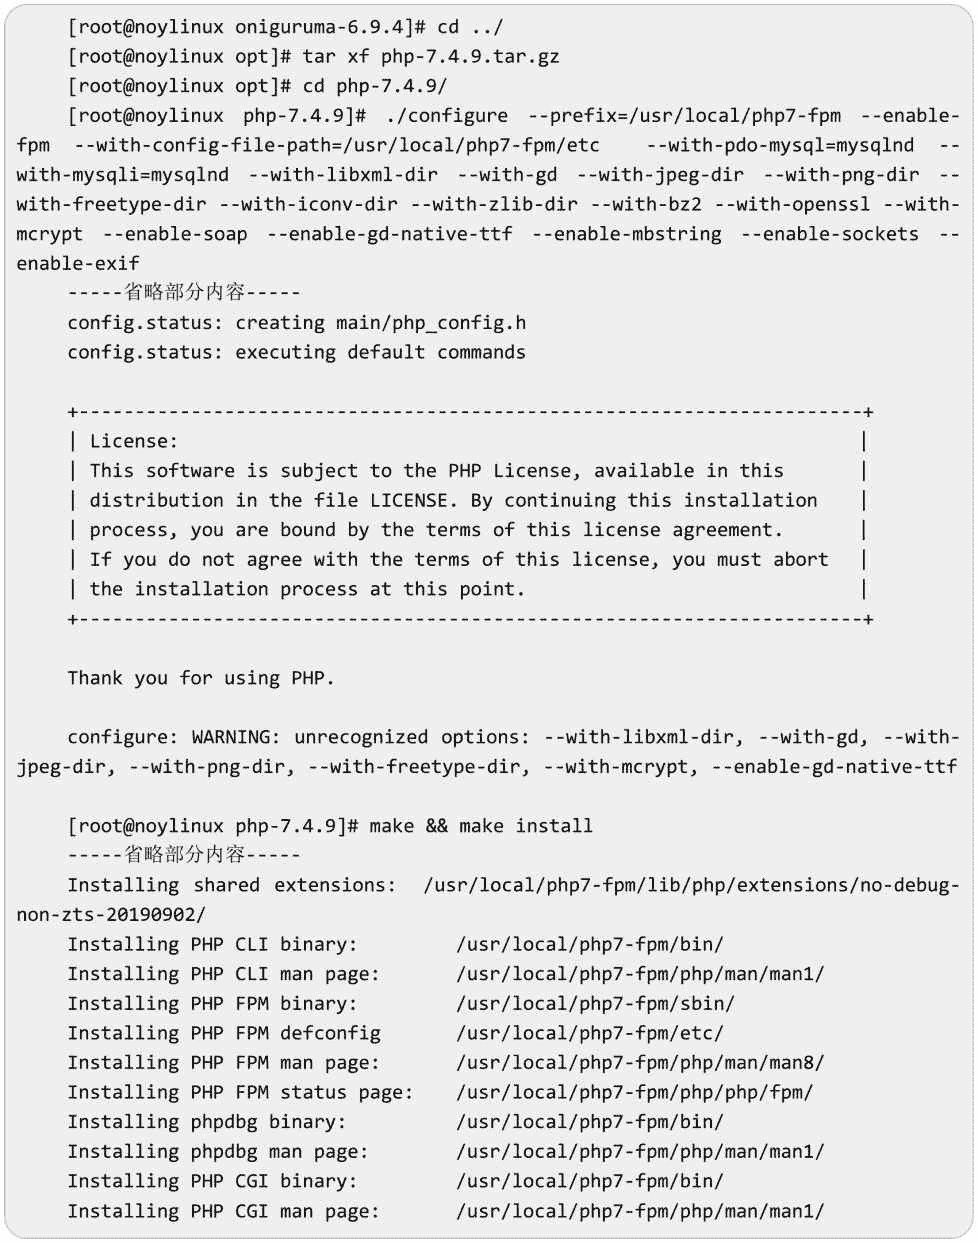 [root@noylinux oniguruma-6.9.4]# cd ../
[root@noylinux opt]# tar xf php-7.4.9.tar.gz
[root@noylinux opt]# cd php-7.4.9/
[root@noylinux php-7.4.9]# ./configure --prefix=/usr/local/php7-fpm --enable-
fpm --with-config-file-path=/usr/local/php7-fpm/etc --with-pdo-mysql=mysqlnd --
with-mysqli=mysqlnd --with-libxml-dir --with-gd --with-jpeg-dir --with-png-dir --
with-freetype-dir --with-iconv-dir --with-zlib-dir --with-bz2 --with-openssl --with-
mcrypt --enable-soap --enable-gd-native-ttf --enable-mbstring --enable-sockets --
enable-exif
-----省略部分内容-----
config.status: creating main/php_config.h
config.status: executing default commands
+----------------------------------------------------------------------+
| License: |
| This software is subject to the PHP License, available in this |
| distribution in the file LICENSE. By continuing this installation |
| process, you are bound by the terms of this license agreement. |
| If you do not agree with the terms of this license, you must abort |
| the installation process at this point. |
+----------------------------------------------------------------------+
Thank you for using PHP.
configure: WARNING: unrecognized options: --with-libxml-dir, --with-gd, --with-
jpeg-dir, --with-png-dir, --with-freetype-dir, --with-mcrypt, --enable-gd-native-ttf
[root@noylinux php-7.4.9]# make && make install
-----省略部分内容-----
Installing shared extensions: /usr/local/php7-fpm/lib/php/extensions/no-debug-
non-zts-20190902/
Installing PHP CLI binary: /usr/local/php7-fpm/bin/
Installing PHP CLI man page: /usr/local/php7-fpm/php/man/man1/
Installing PHP FPM binary: /usr/local/php7-fpm/sbin/
Installing PHP FPM defconfig /usr/local/php7-fpm/etc/
Installing PHP FPM man page: /usr/local/php7-fpm/php/man/man8/
Installing PHP FPM status page: /usr/local/php7-fpm/php/php/fpm/
Installing phpdbg binary: /usr/local/php7-fpm/bin/
Installing phpdbg man page: /usr/local/php7-fpm/php/man/man1/
Installing PHP CGI binary: /usr/local/php7-fpm/bin/
Installing PHP CGI man page: /usr/local/php7-fpm/php/man/man1/